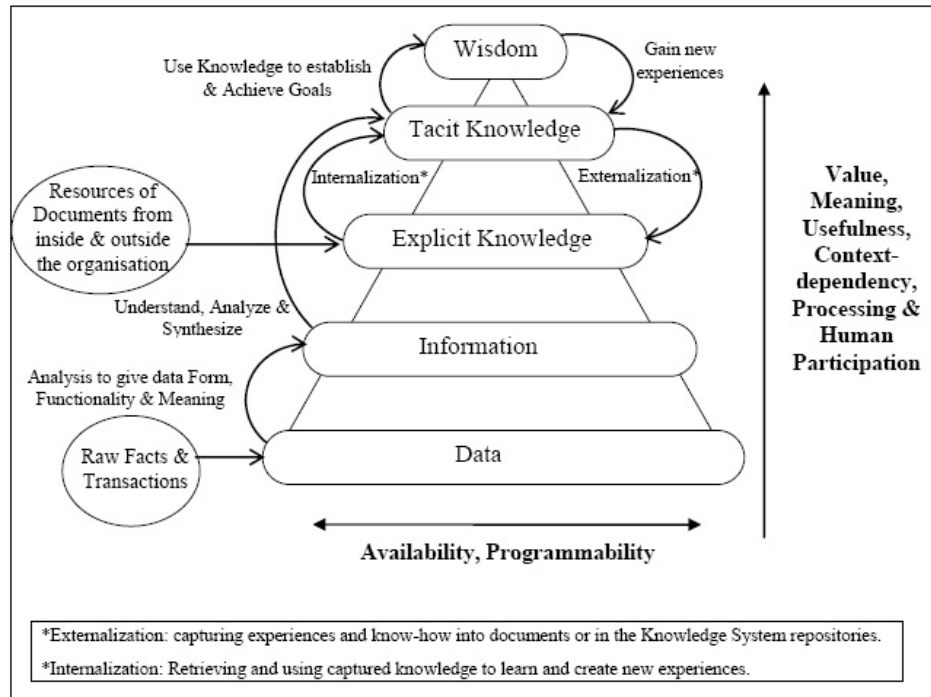 Wisdom
Use Knowledge to establish
& Achieve Goals
Gain new
experiences
Tacit Knowledge
Internalization*
Externalization*
Resources of
Documents from
inside & outside
the organisation
Explicit Knowledge
Understand, Analyze &
Synthesize
Information
Analysis to give data Form,
Functionality & Meaning
Raw Facts &
Transactions
Data
Value,
Meaning,
Usefulness,
Context-
dependency,
Processing &
Human
Participation
Availability, Programmability
*Externalization: capturing experiences and know-how into documents or in the Knowledge System repositories.
*Internalization: Retrieving and using captured knowledge to learn and create new experiences.